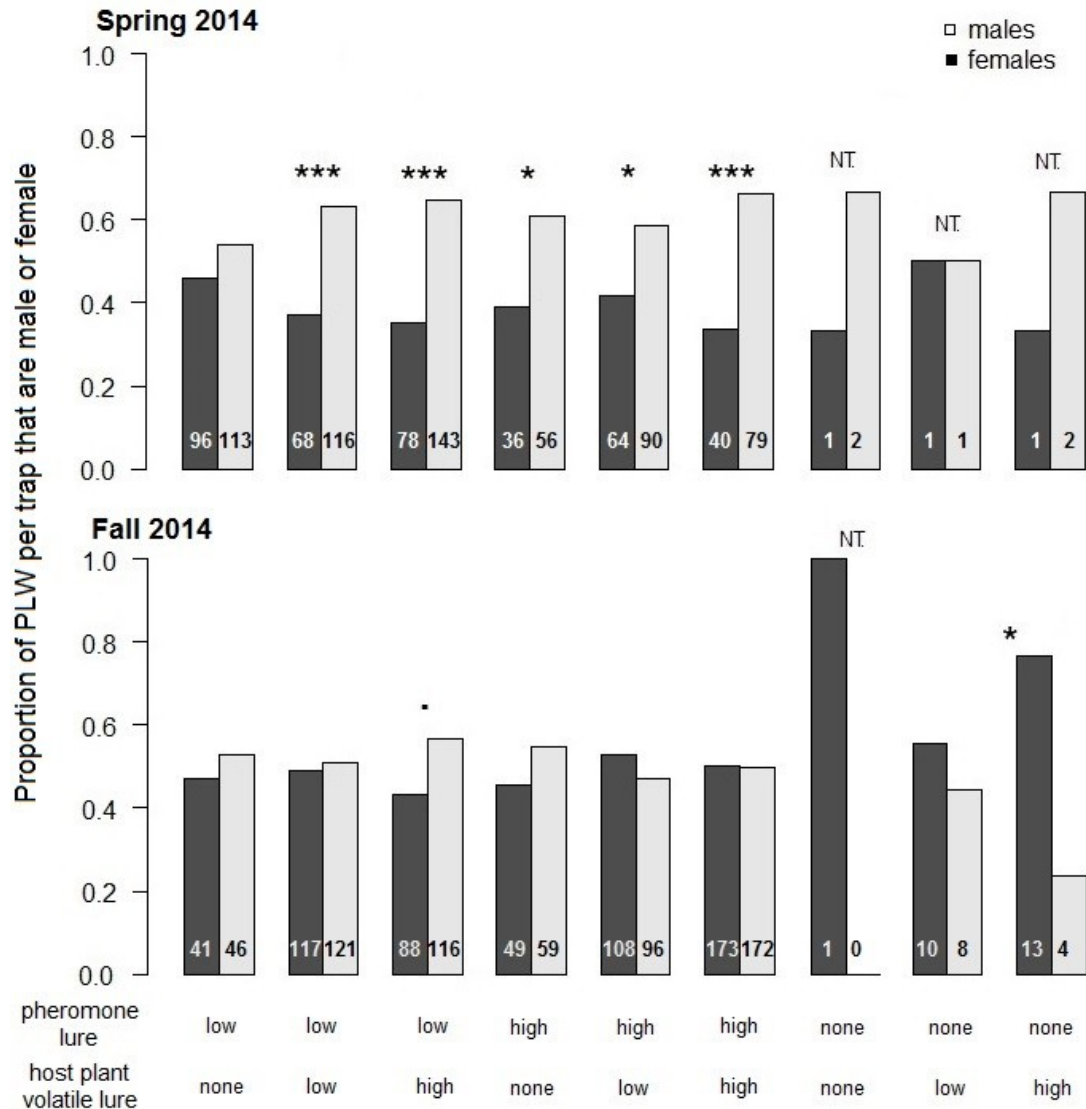 Spring 2014
males
females
Proportion of PLW per trap that are male or female
1.0
0.8
0.6
0.4
0.2
0.0
*** *** * * *** NT. NT. NT.
96 113 68 116 78 143 36 56 64 90 40 79 1 2 1 1 1 2
Fall 2014
1.0
0.8
0.6
0.4
0.2
0.0
. NT. *
41 46 117 121 88 116 49 59 108 96 173 172 1 0 10 8 13 4
pheromone
lure
low low low high high high none none none
host plant
volatile lure
none low high none low high none low high